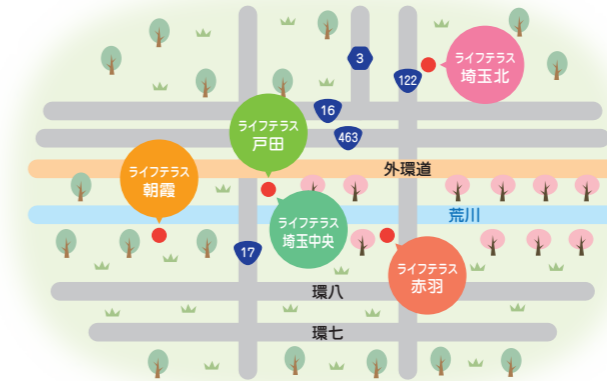 3
122
ライフテラス
埼玉北
16
463
ライフテラス
戸田
外環道
ライフテラス
朝霞
荒川
ライフテラス
埼玉中央
17
ライフテラス
赤羽
環八
環七